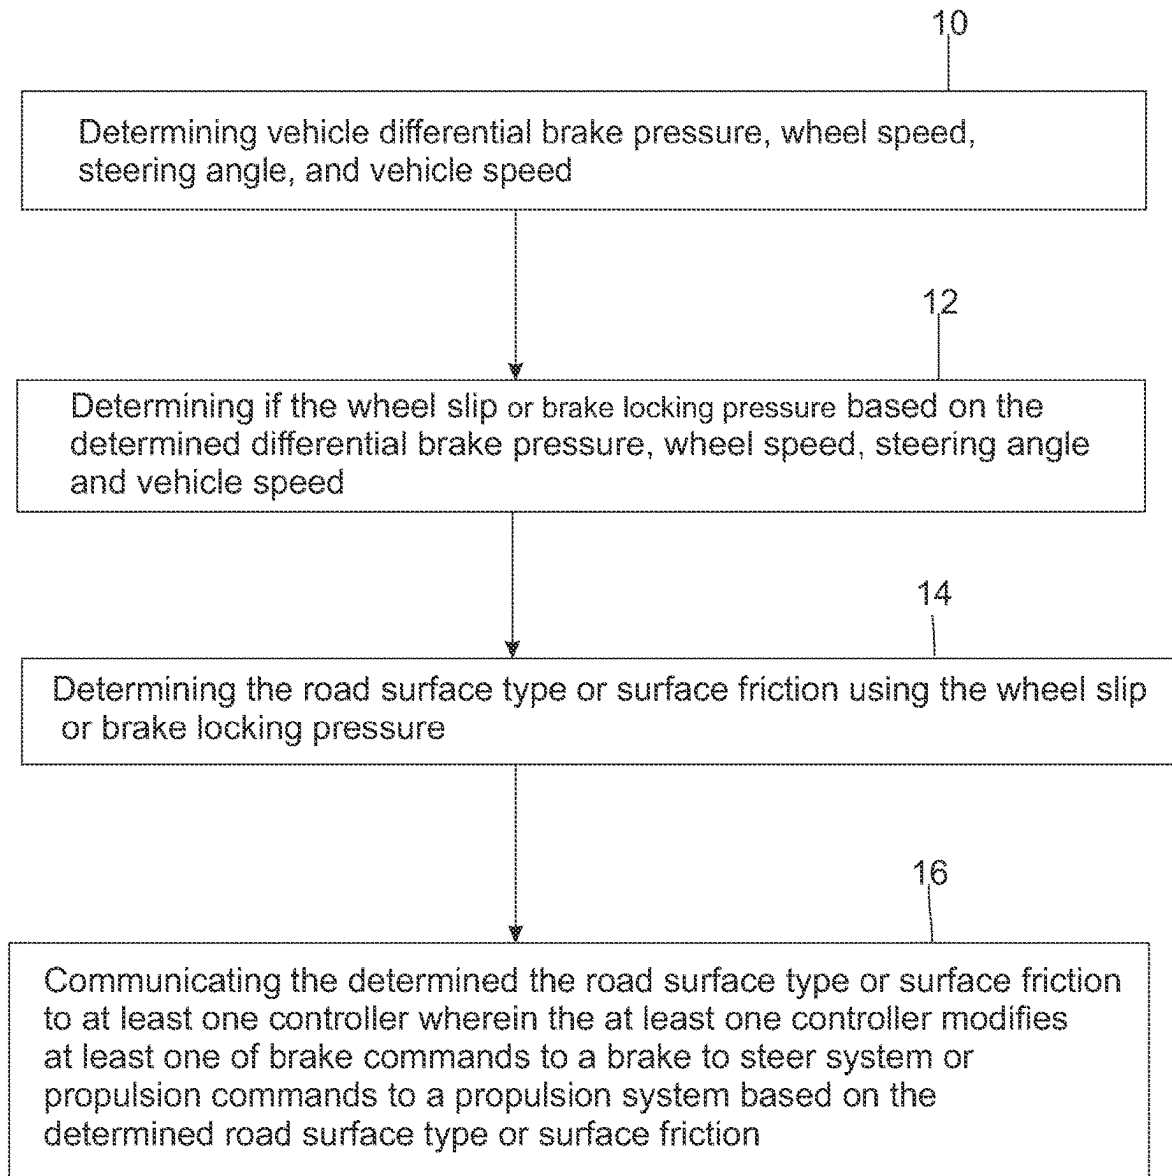 10
Determining vehicle differential brake pressure, wheel speed,
steering angle, and vehicle speed
12
Determining if the wheel slip or brake locking pressure based on the
determined differential brake pressure, wheel speed, steering angle
and vehicle speed
14
Determining the road surface type or surface friction using the wheel slip
or brake locking pressure
16
Communicating the determined the road surface type or surface friction
to at least one controller wherein the at least one controller modifies
at least one of brake commands to a brake to steer system or
propulsion commands to a propulsion system based on the
determined road surface type or surface friction